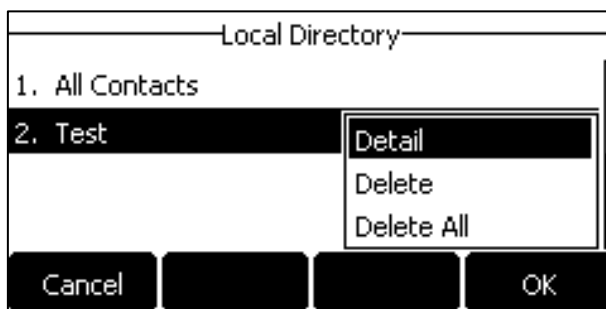 Local Directory
1. All Contacts
2. Test
Detail
Delete
Delete All
Cancel
OK